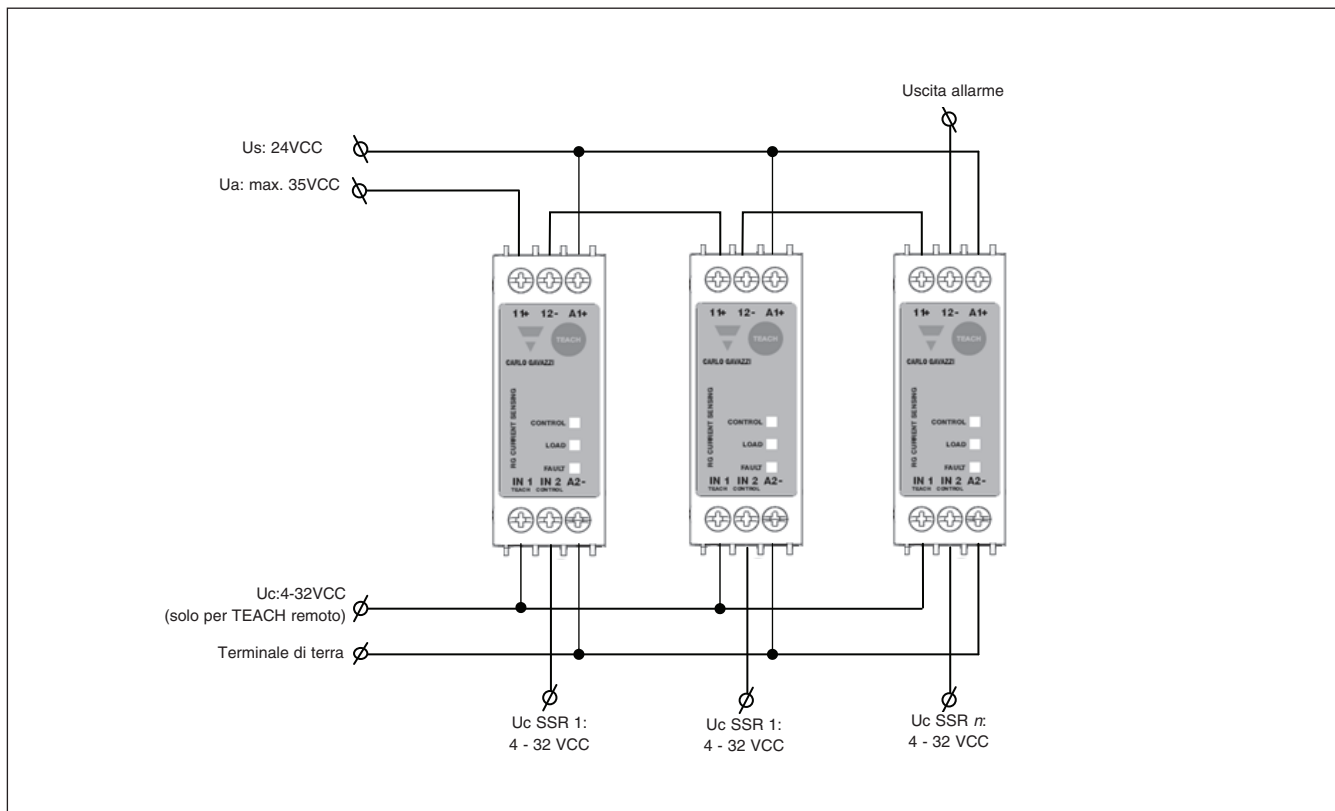 Uscita allarme
Us: 24VCC
Ua: max. 35VCC
11+ 12- A1+
TEACH
CARLO GAVAZZI
RG CURRENT SENSING
CONTROL
LOAD
FAULT
IN 1 IN 2 A2-
TEACH CONTROL
11+ 12- A1+
TEACH
CARLO GAVAZZI
RG CURRENT SENSING
CONTROL
LOAD
FAULT
IN 1 IN 2 A2-
TEACH CONTROL
11+ 12- A1+
TEACH
CARLO GAVAZZI
RG CURRENT SENSING
CONTROL
LOAD
FAULT
IN 1 IN 2 A2-
TEACH CONTROL
Uc:4-32VCC
(solo per TEACH remoto)
Terminale di terra
Uc SSR 1:
4 - 32 VCC
Uc SSR 1:
4 - 32 VCC
Uc SSR n:
4 - 32 VCC